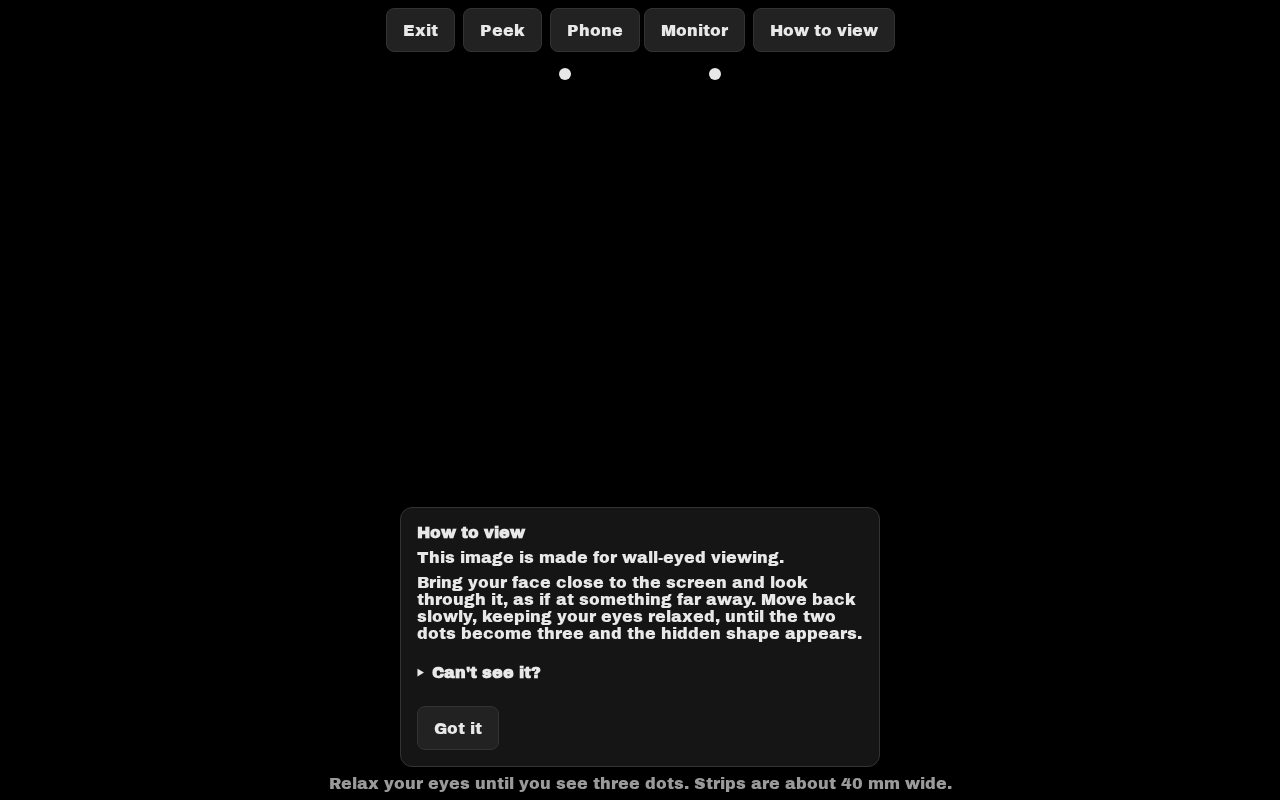 Exit Peek Phone Monitor How to view
How to view
This image is made for wall-eyed viewing.
Bring your face close to the screen and look
through it, as if at something far away. Move back
slowly, keeping your eyes relaxed, until the two
dots become three and the hidden shape appears.
Can't see it?
Got it
Relax your eyes until you see three dots. Strips are about 40 mm wide.